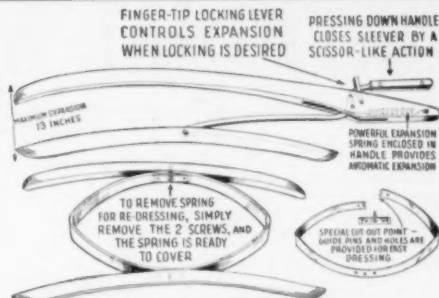 FINGER-TIP LOCKING LEVER
CONTROLS EXPANSION
WHEN LOCKING IS DESIRED
PRESSING DOWN HANDLE
CLOSES SLEEVER BY A
SCISSOR-LIKE ACTION
MAXIMUM EXPANSION
13 INCHES
POWERFUL EXPANSION
SPRING ENCLOSED IN
HANDLE PROVIDES
AUTOMATIC EXPANSION
TO REMOVE SPRING
FOR RE-DRESSING, SIMPLY
REMOVE THE 2 SCREWS, AND
THE SPRING IS READY
TO COVER
SPECIAL CUT-OUT POINT –
GUIDE PINS AND HOLES ARE
PROVIDED FOR EASY
DRESSING